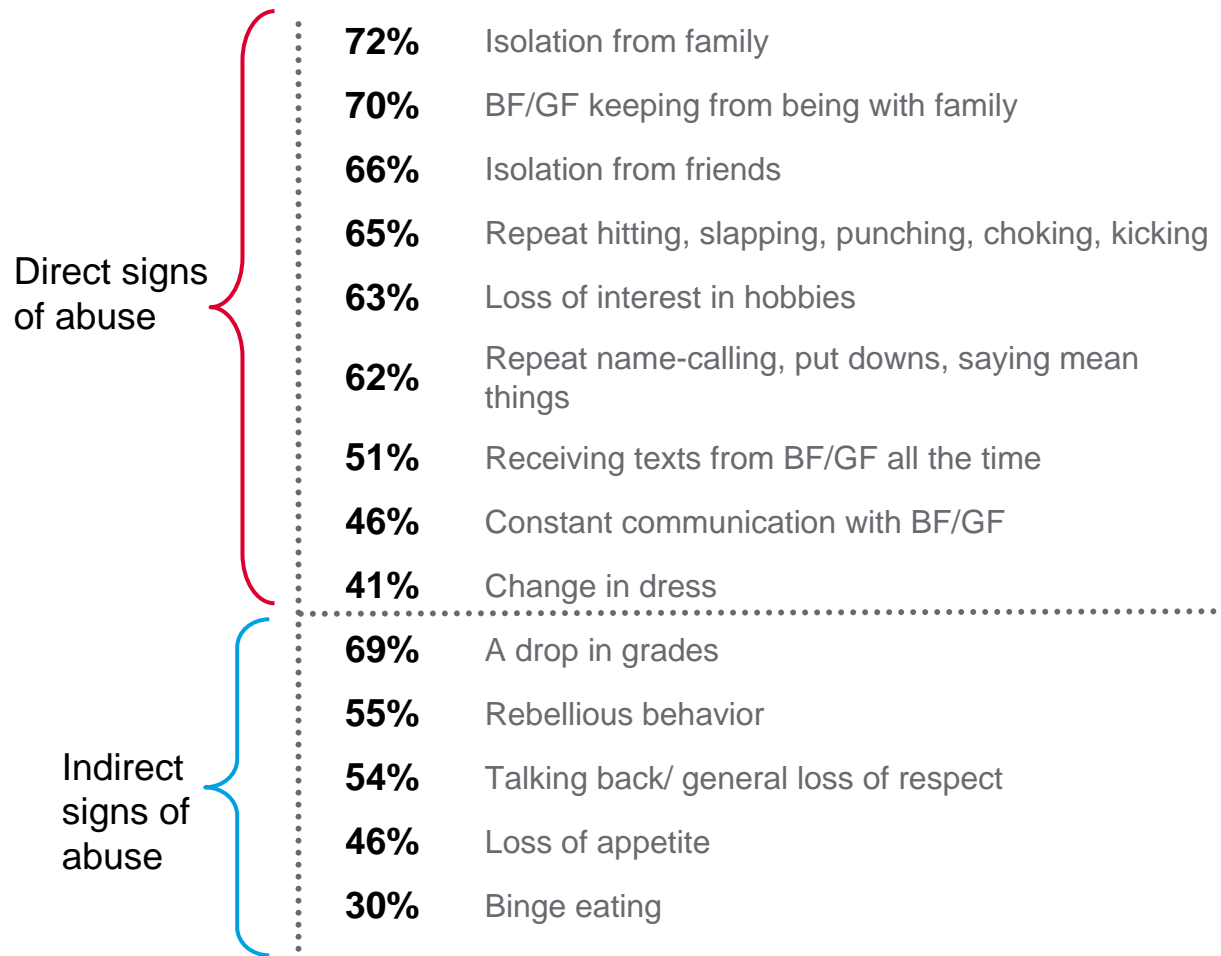 72% Isolation from family
70% BF/GF keeping from being with family
66% Isolation from friends
65% Repeat hitting, slapping, punching, choking, kicking
Direct signs
of abuse
63% Loss of interest in hobbies
62% Repeat name-calling, put downs, saying mean
things
51% Receiving texts from BF/GF all the time
46% Constant communication with BF/GF
41% Change in dress
69% A drop in grades
55% Rebellious behavior
Indirect
signs of
abuse
54% Talking back/ general loss of respect
46% Loss of appetite
30% Binge eating